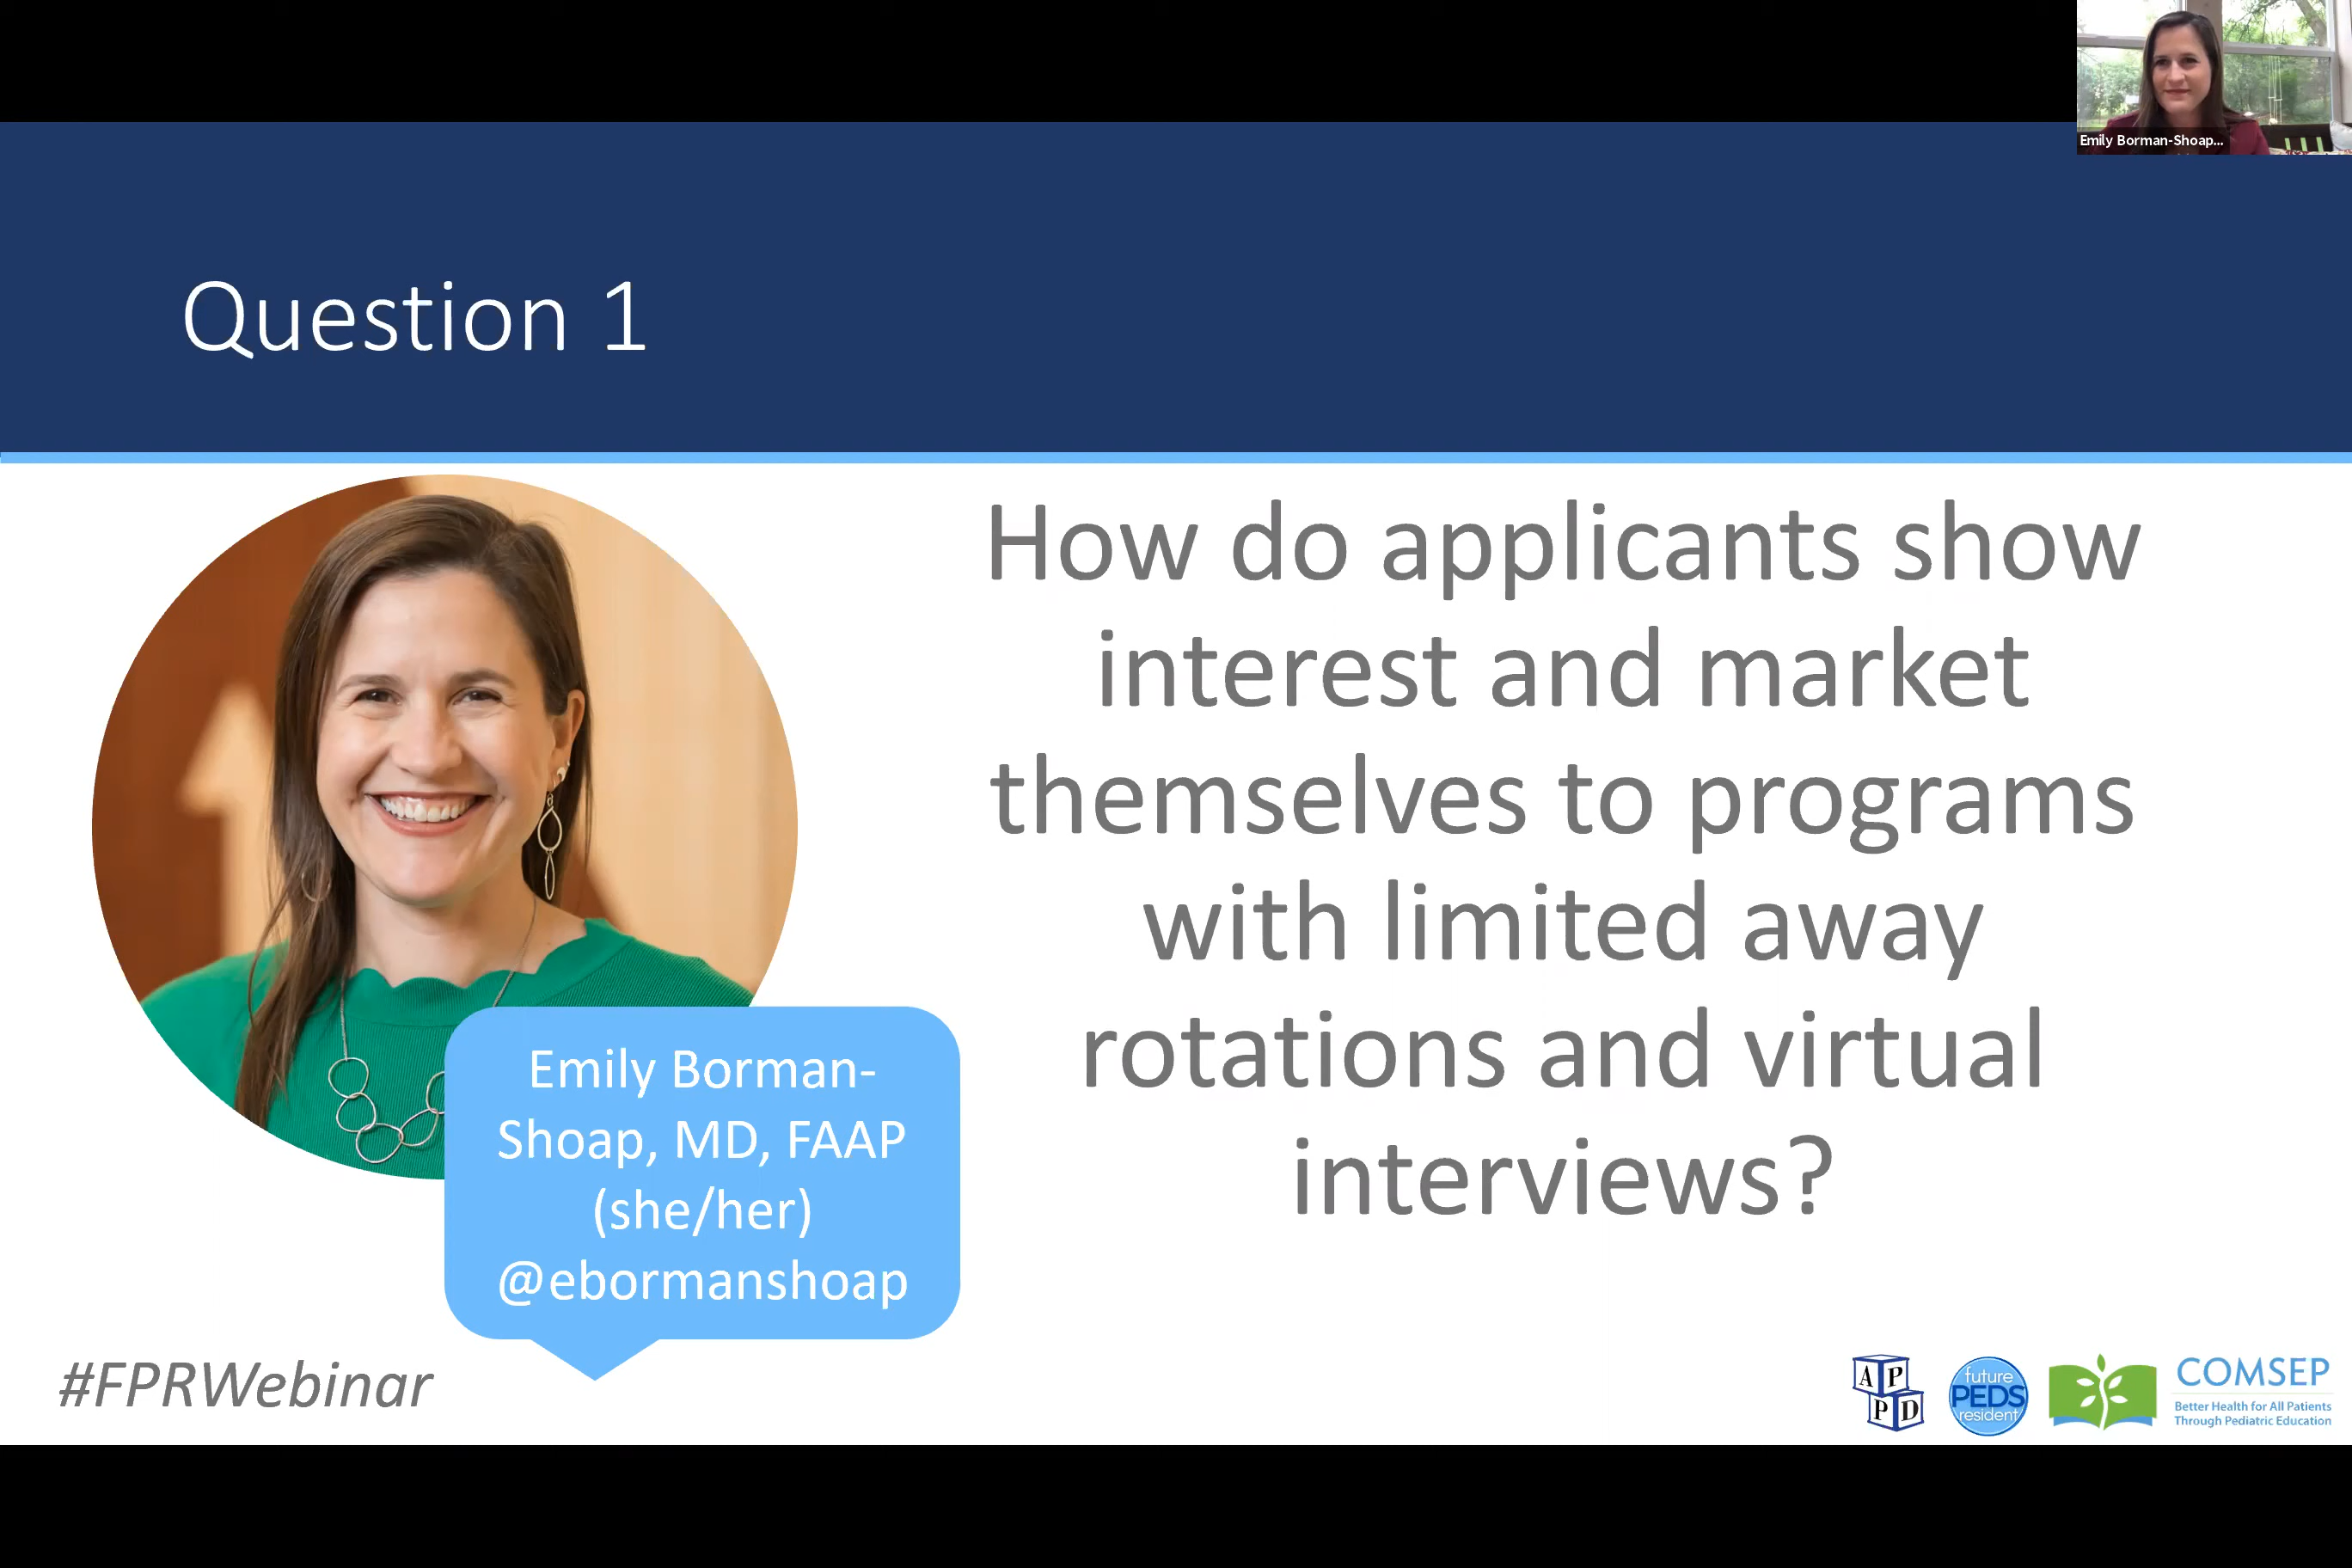 Emily Borman-Shoap...
Question 1
How do applicants show
interest and market
themselves to programs
with limited away
rotations and virtual
interviews?
Emily Borman-
Shoap, MD, FAAP
(she/her)
@ebormanshoap
#FPRWebinar
A P
P D
future
PEDS
resident
COMSEP
Better Health for All Patients
Through Pediatric Education